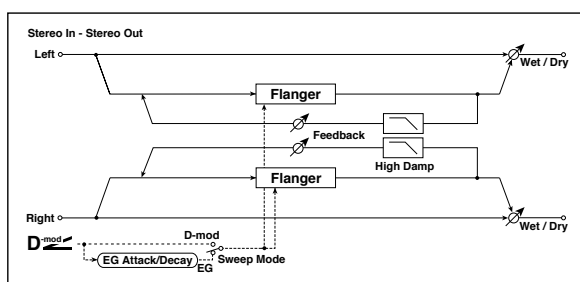 Stereo In - Stereo Out
Left
Wet / Dry
Flanger
Feedback
High Damp
Flanger
Right
Wet / Dry
D-mod
D-mod
EG Attack/Decay
EG
Sweep Mode